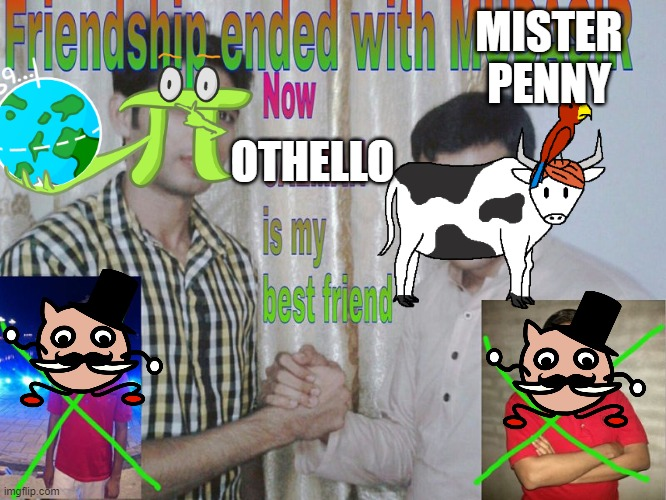 Friendship ended with
MISTER
PENNY
Now
OTHELLO
is my
best friend
imgflip.com